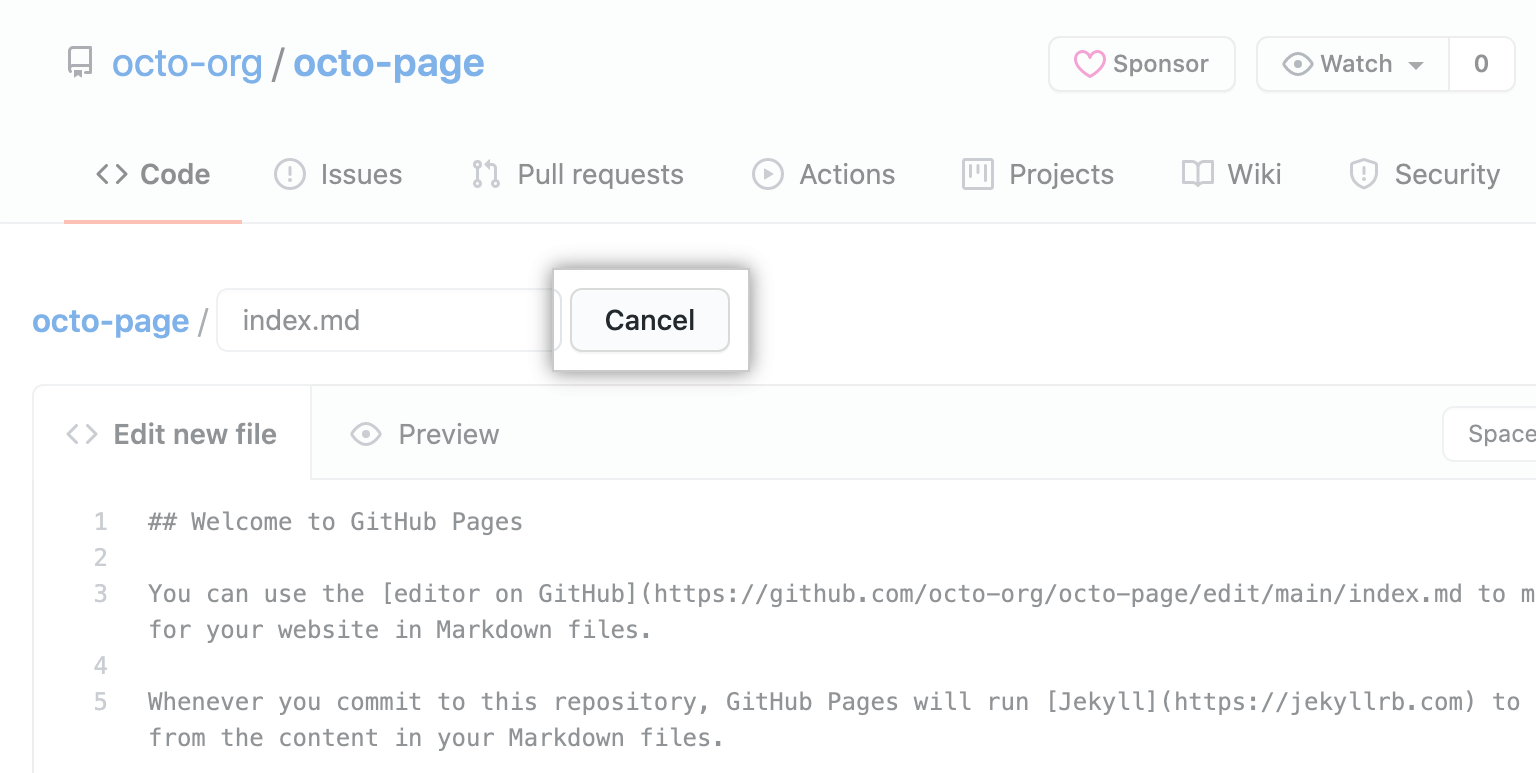 octo-org / octo-page
Sponsor
Watch
0
Code
Issues
Pull requests
Actions
Projects
Wiki
Security
octo-page / index.md
Cancel
Edit new file
Preview
Space
1 ## Welcome to GitHub Pages
2
3 You can use the [editor on GitHub](https://github.com/octo-org/octo-page/edit/main/index.md to m
for your website in Markdown files.
4
5 Whenever you commit to this repository, GitHub Pages will run [Jekyll](https://jekyllrb.com) to
from the content in your Markdown files.